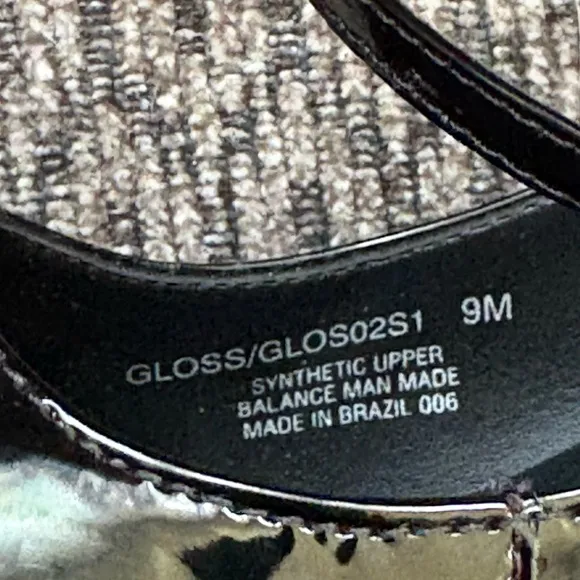 GLOSS/GLOS02S1 9M
SYNTHETIC UPPER
BALANCE MAN MADE
MADE IN BRAZIL 006